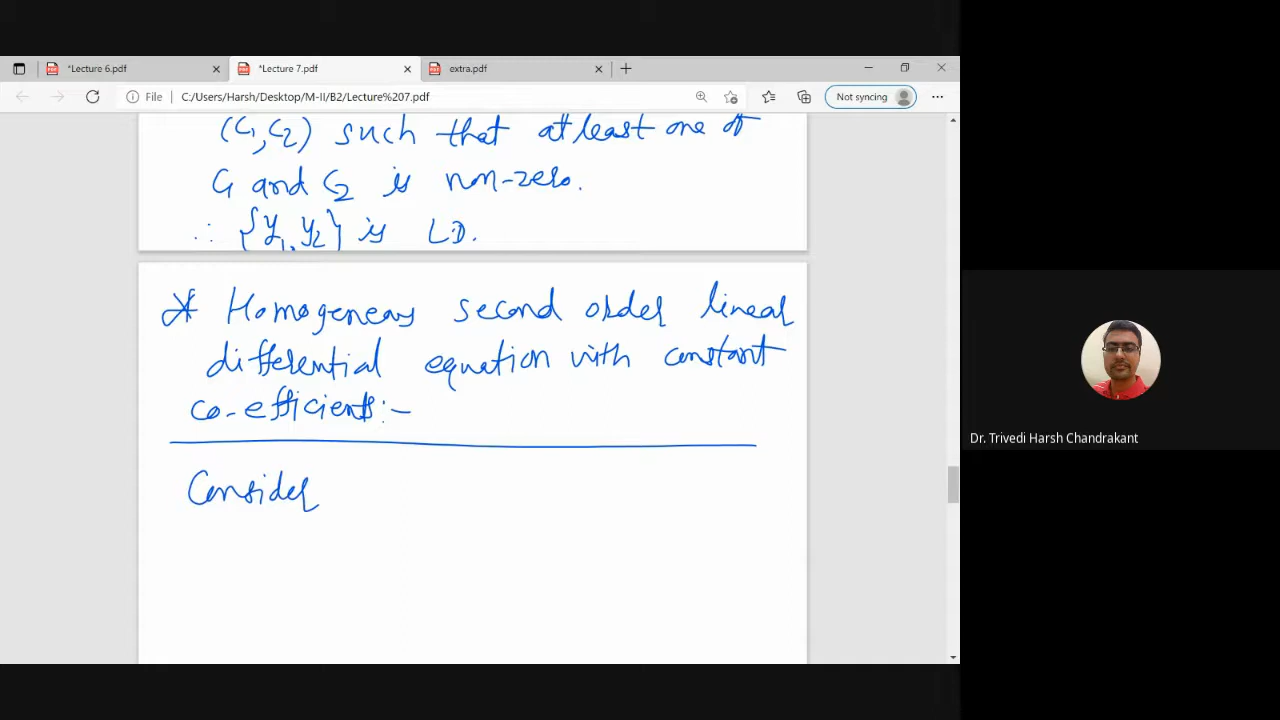 *Lecture 6.pdf
*Lecture 7.pdf
extra.pdf
File C:/Users/Harsh/Desktop/M-II/B2/Lecture%207.pdf
Not syncing
(C1, C2) such that atleast one of
C1 and C2 is non-zero.
∴ {y1, y2} is L.D.
* Homogeneous second order linear
differential equation with constant
co-efficients:-
Consider
Dr. Trivedi Harsh Chandrakant